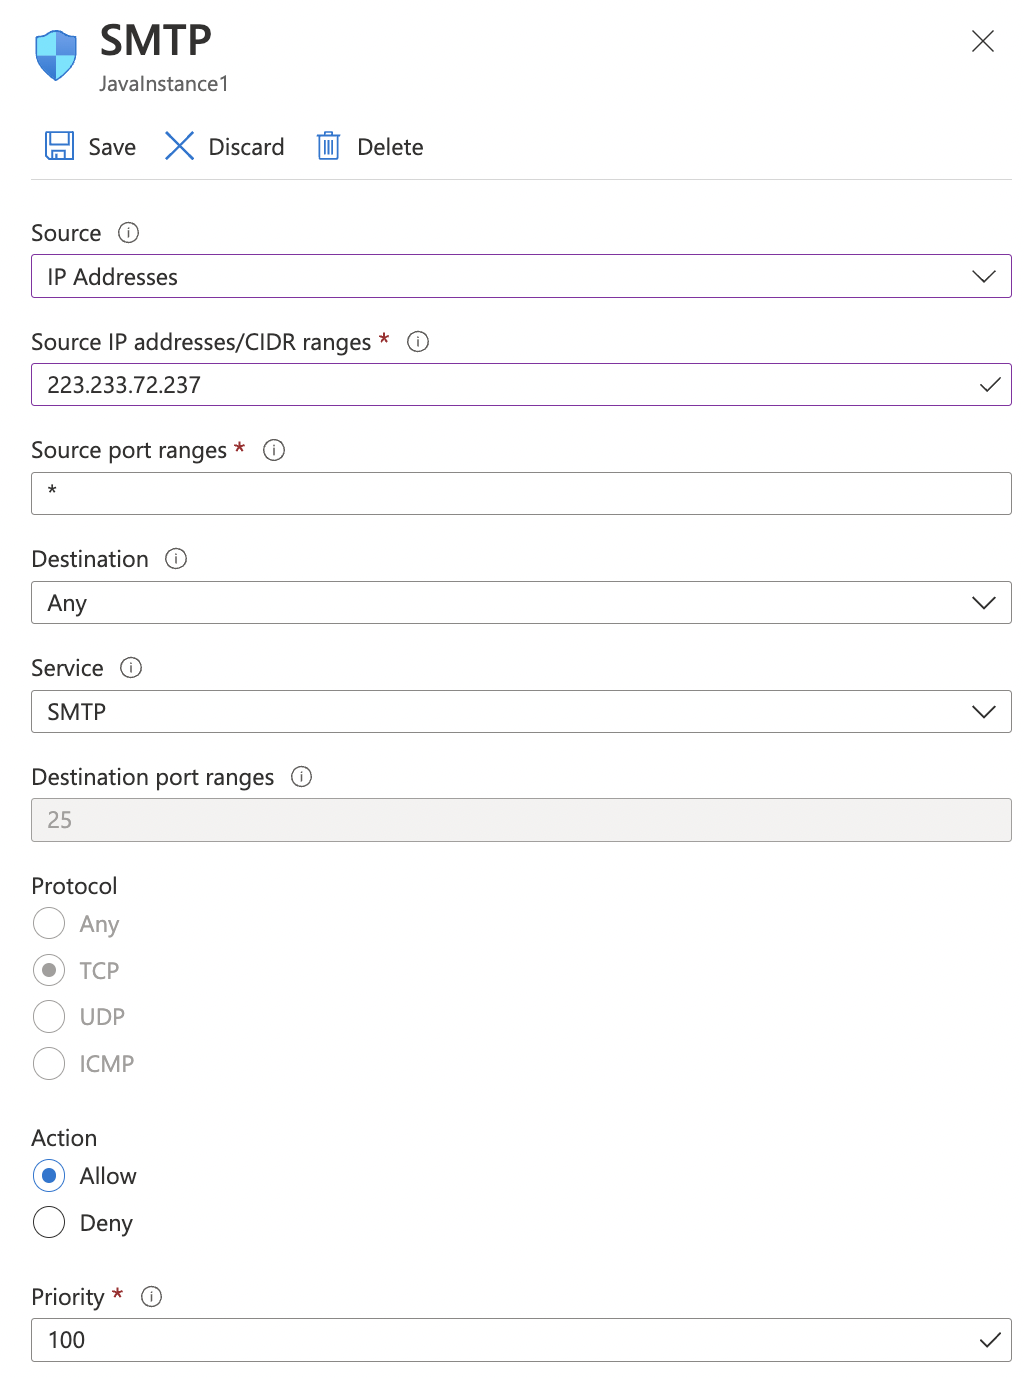 SMTP
JavaInstance1
Save Discard Delete
Source
IP Addresses
Source IP addresses/CIDR ranges *
223.233.72.237
Source port ranges *
*
Destination
Any
Service
SMTP
Destination port ranges
25
Protocol
Any
TCP
UDP
ICMP
Action
Allow
Deny
Priority *
100